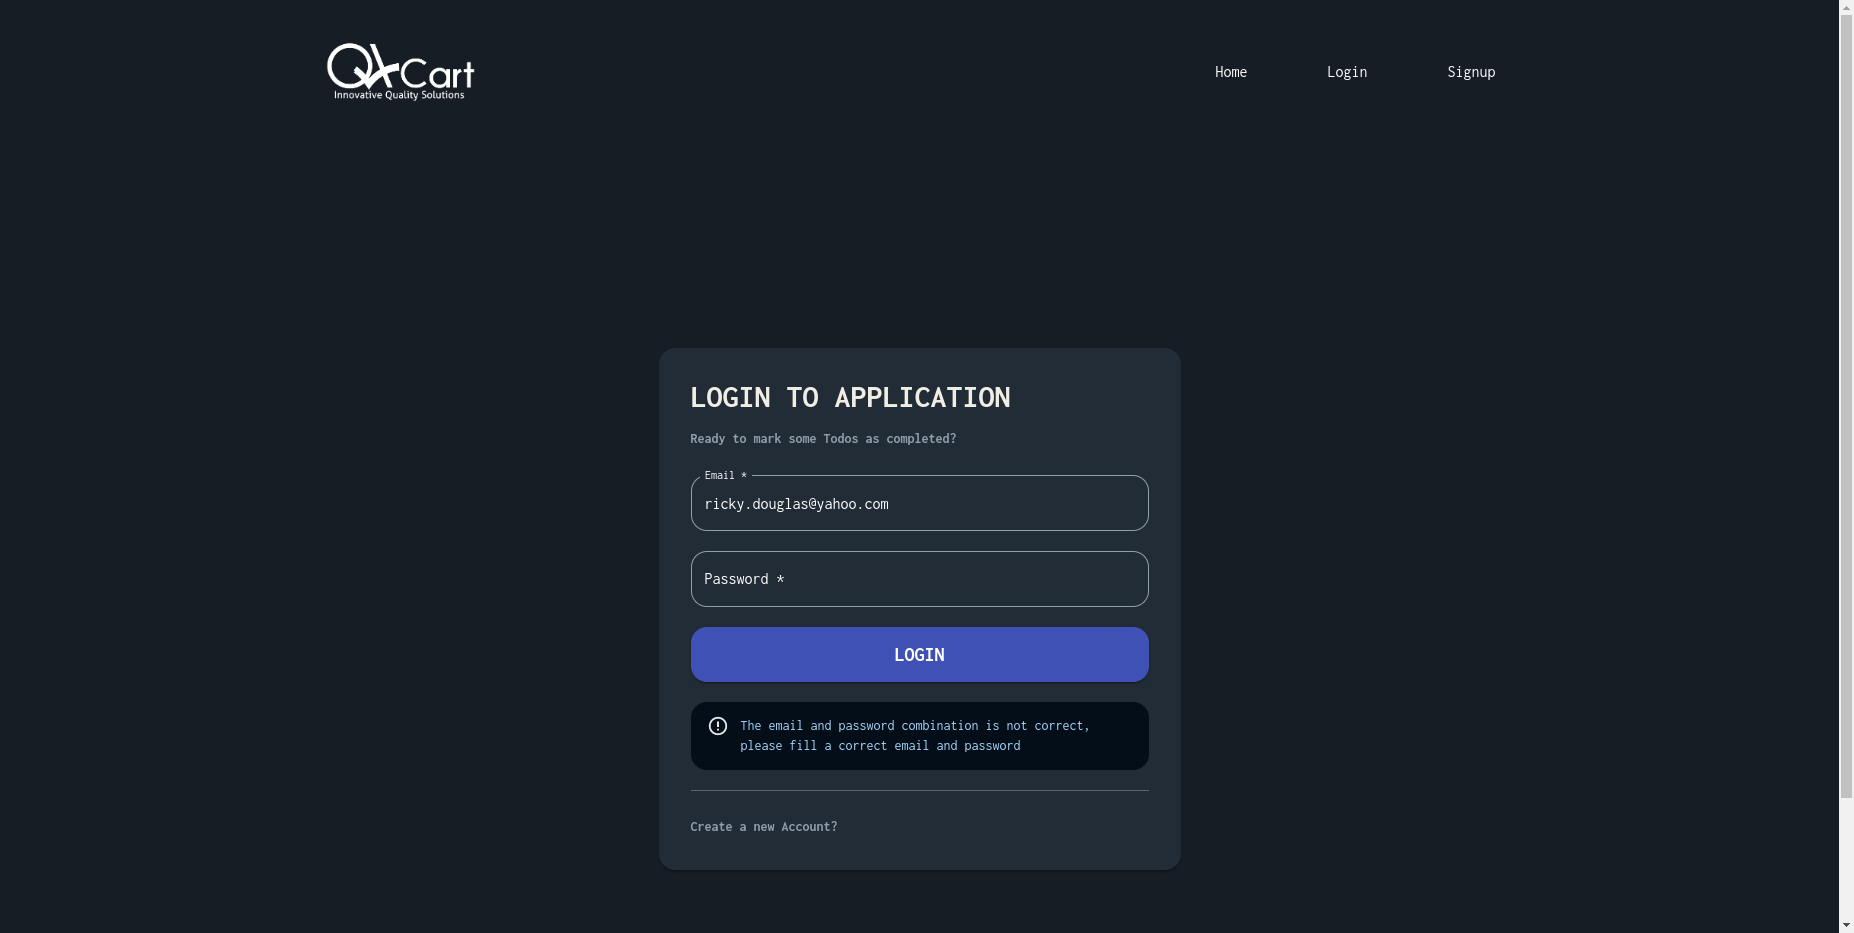 QACart
Innovative Quality Solutions
Home
Login
Signup
LOGIN TO APPLICATION
Ready to mark some Todos as completed?
Email *
ricky.douglas@yahoo.com
Password *
LOGIN
The email and password combination is not correct,
please fill a correct email and password
Create a new Account?